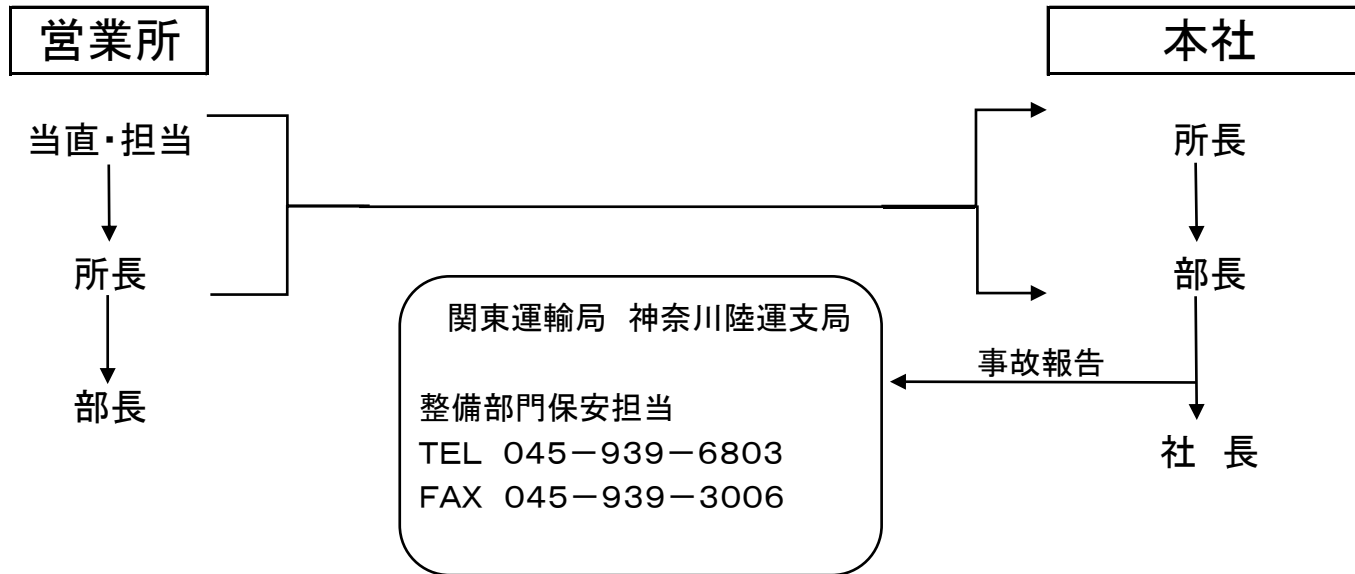 営業所
本社
当直・担当
所長
部長
所長
部長
社 長
事故報告
関東運輸局 神奈川陸運支局
整備部門保安担当
TEL 045-939-6803
FAX 045-939-3006